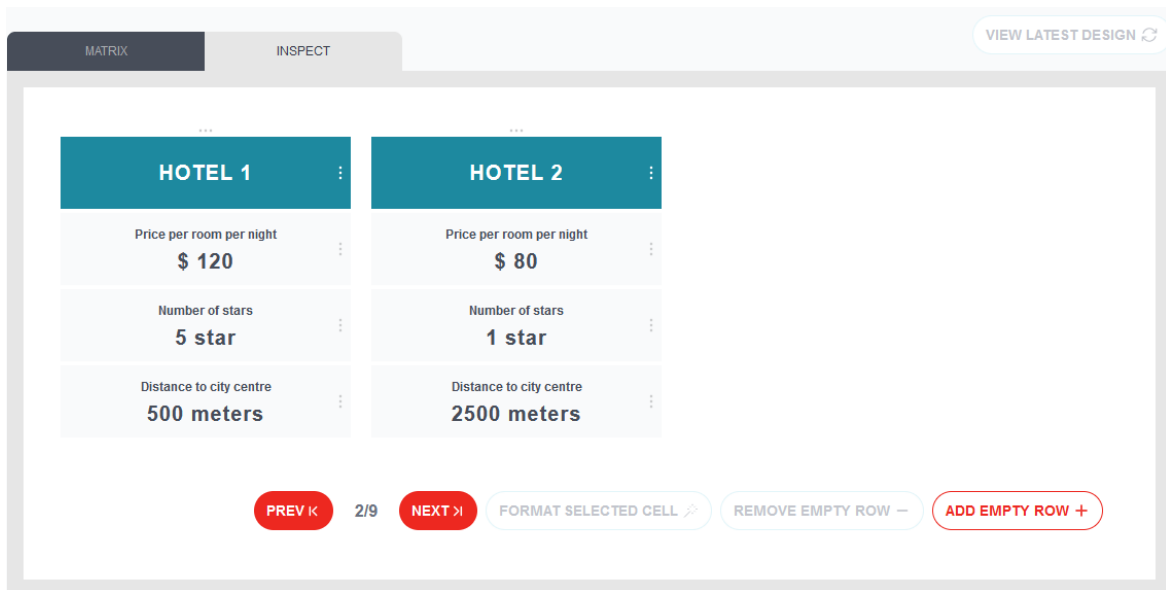 MATRIX
INSPECT
VIEW LATEST DESIGN
HOTEL 1
Price per room per night
$ 120
Number of stars
5 star
Distance to city centre
500 meters
HOTEL 2
Price per room per night
$ 80
Number of stars
1 star
Distance to city centre
2500 meters
PREV
2/9
NEXT
FORMAT SELECTED CELL
REMOVE EMPTY ROW −
ADD EMPTY ROW +